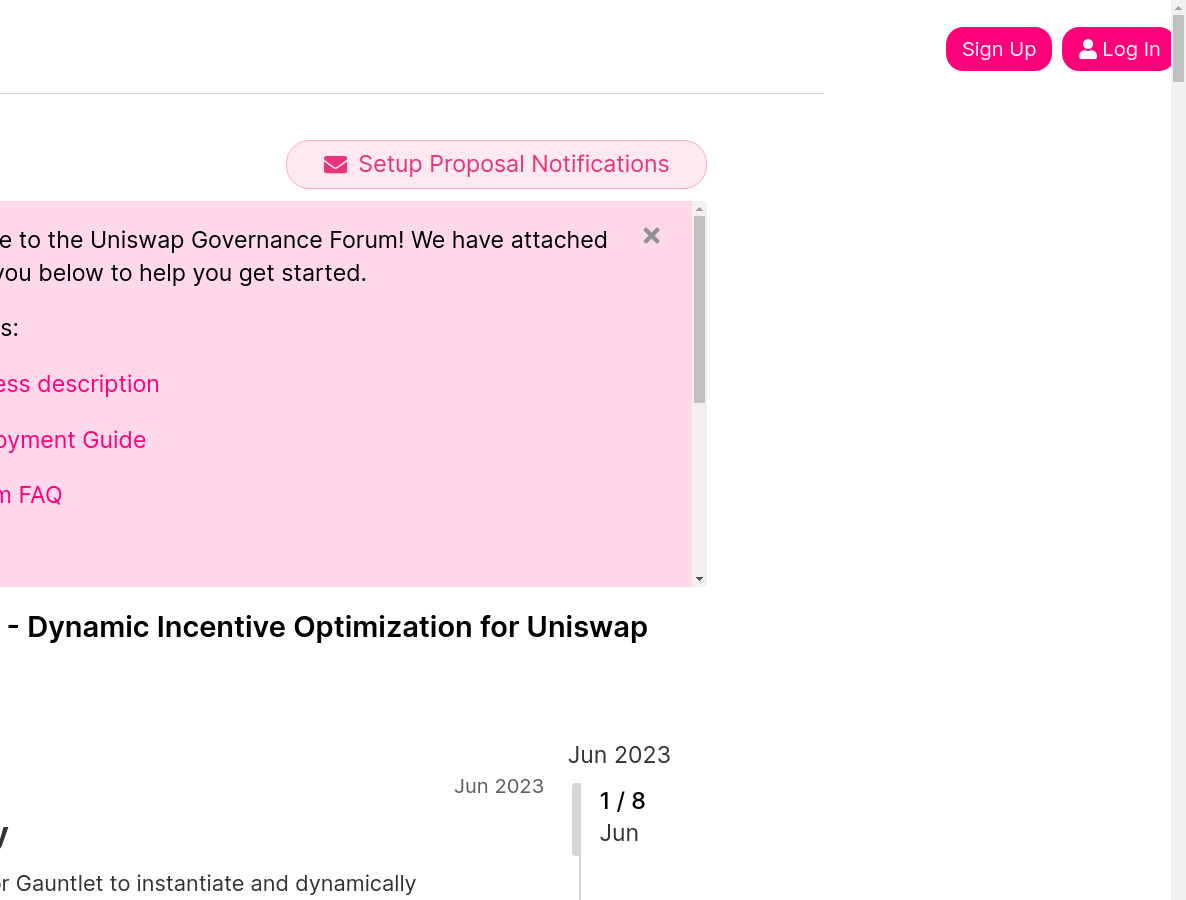 Sign Up
Log In
Setup Proposal Notifications
e to the Uniswap Governance Forum! We have attached
you below to help you get started.
s:
ess description
oyment Guide
m FAQ
- Dynamic Incentive Optimization for Uniswap
Jun 2023
Jun 2023
1 / 8
Jun
y
r Gauntlet to instantiate and dynamically